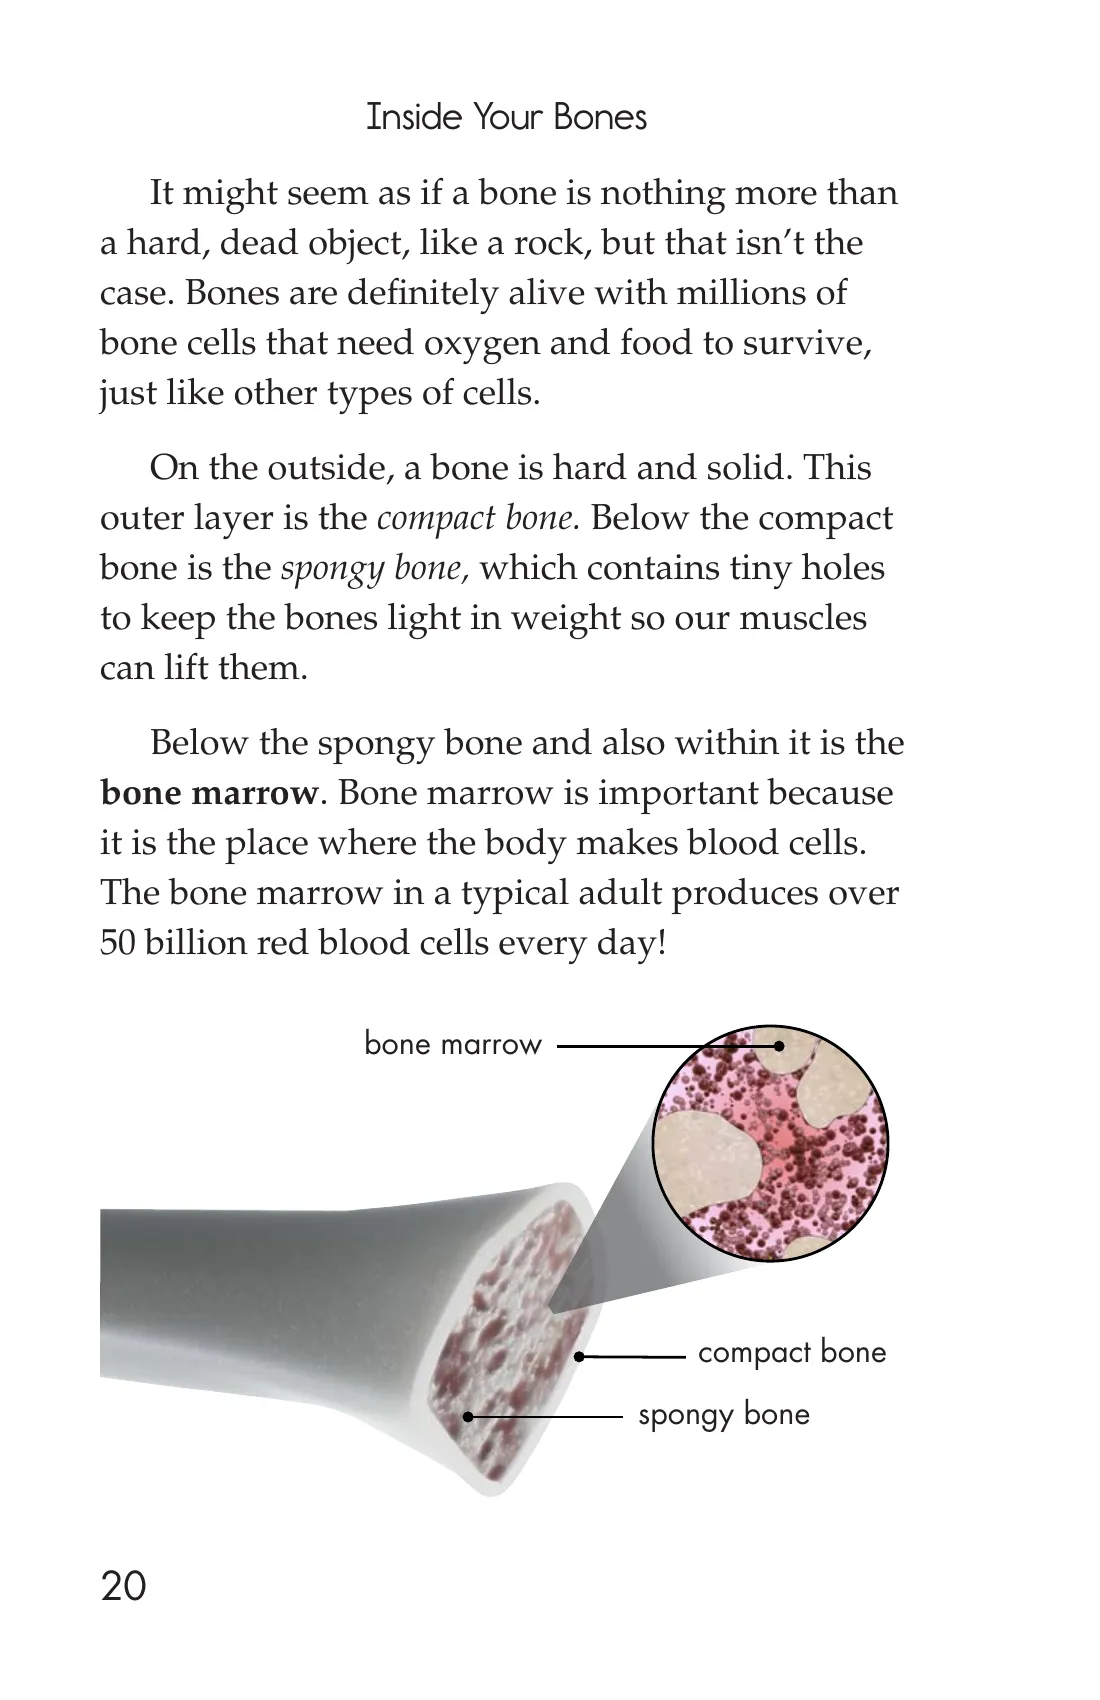 Inside Your Bones
It might seem as if a bone is nothing more than
a hard, dead object, like a rock, but that isn’t the
case. Bones are definitely alive with millions of
bone cells that need oxygen and food to survive,
just like other types of cells.
On the outside, a bone is hard and solid. This
outer layer is the compact bone. Below the compact
bone is the spongy bone, which contains tiny holes
to keep the bones light in weight so our muscles
can lift them.
Below the spongy bone and also within it is the
bone marrow. Bone marrow is important because
it is the place where the body makes blood cells.
The bone marrow in a typical adult produces over
50 billion red blood cells every day!
bone marrow
compact bone
spongy bone
20